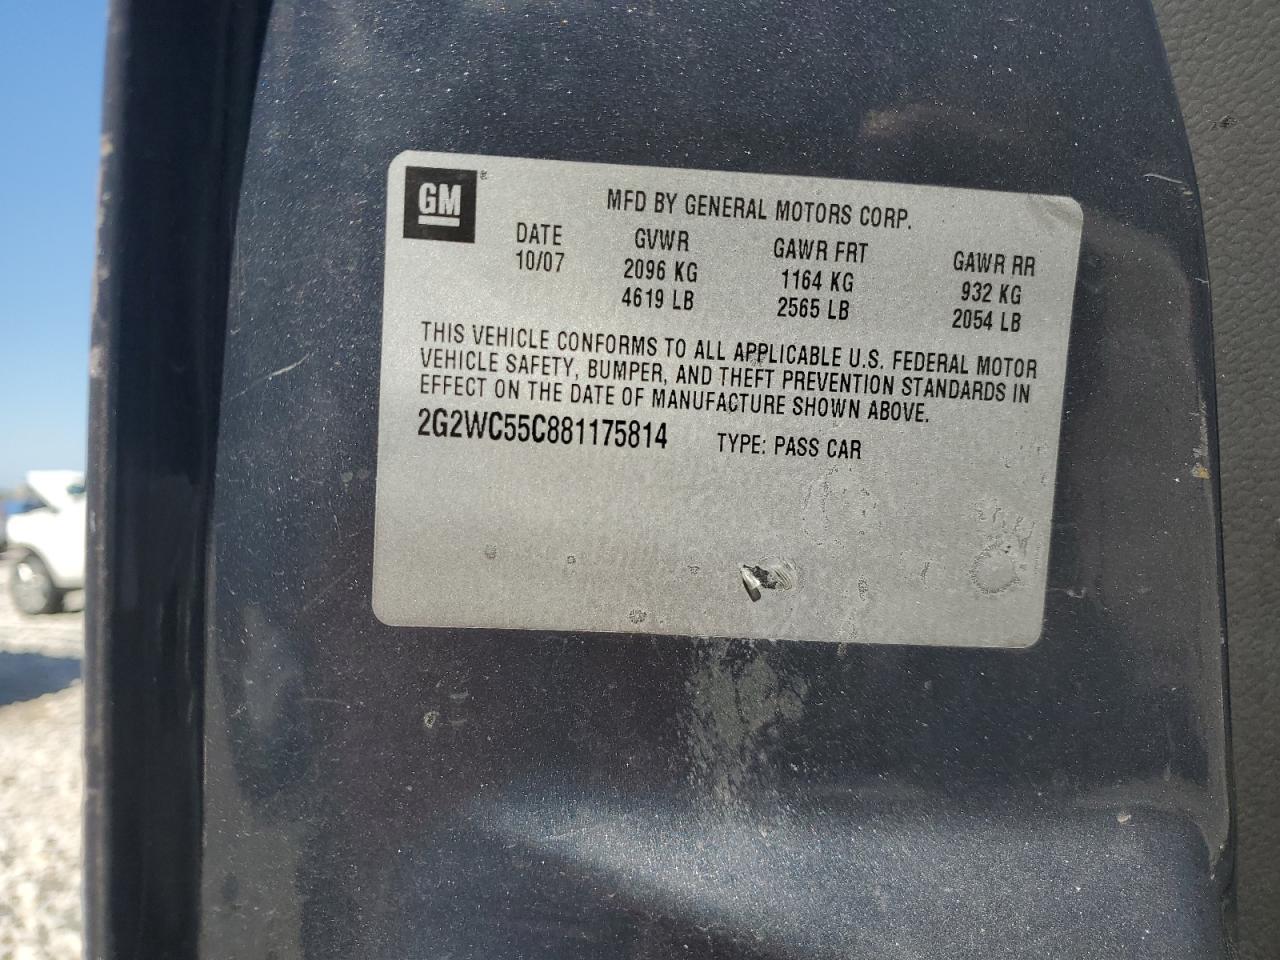 GM ®
MFD BY GENERAL MOTORS CORP.
DATE GVWR GAWR FRT GAWR RR
10/07 2096 KG 1164 KG 932 KG
4619 LB 2565 LB 2054 LB
THIS VEHICLE CONFORMS TO ALL APPLICABLE U.S. FEDERAL MOTOR
VEHICLE SAFETY, BUMPER, AND THEFT PREVENTION STANDARDS IN
EFFECT ON THE DATE OF MANUFACTURE SHOWN ABOVE.
2G2WC55C881175814 TYPE: PASS CAR